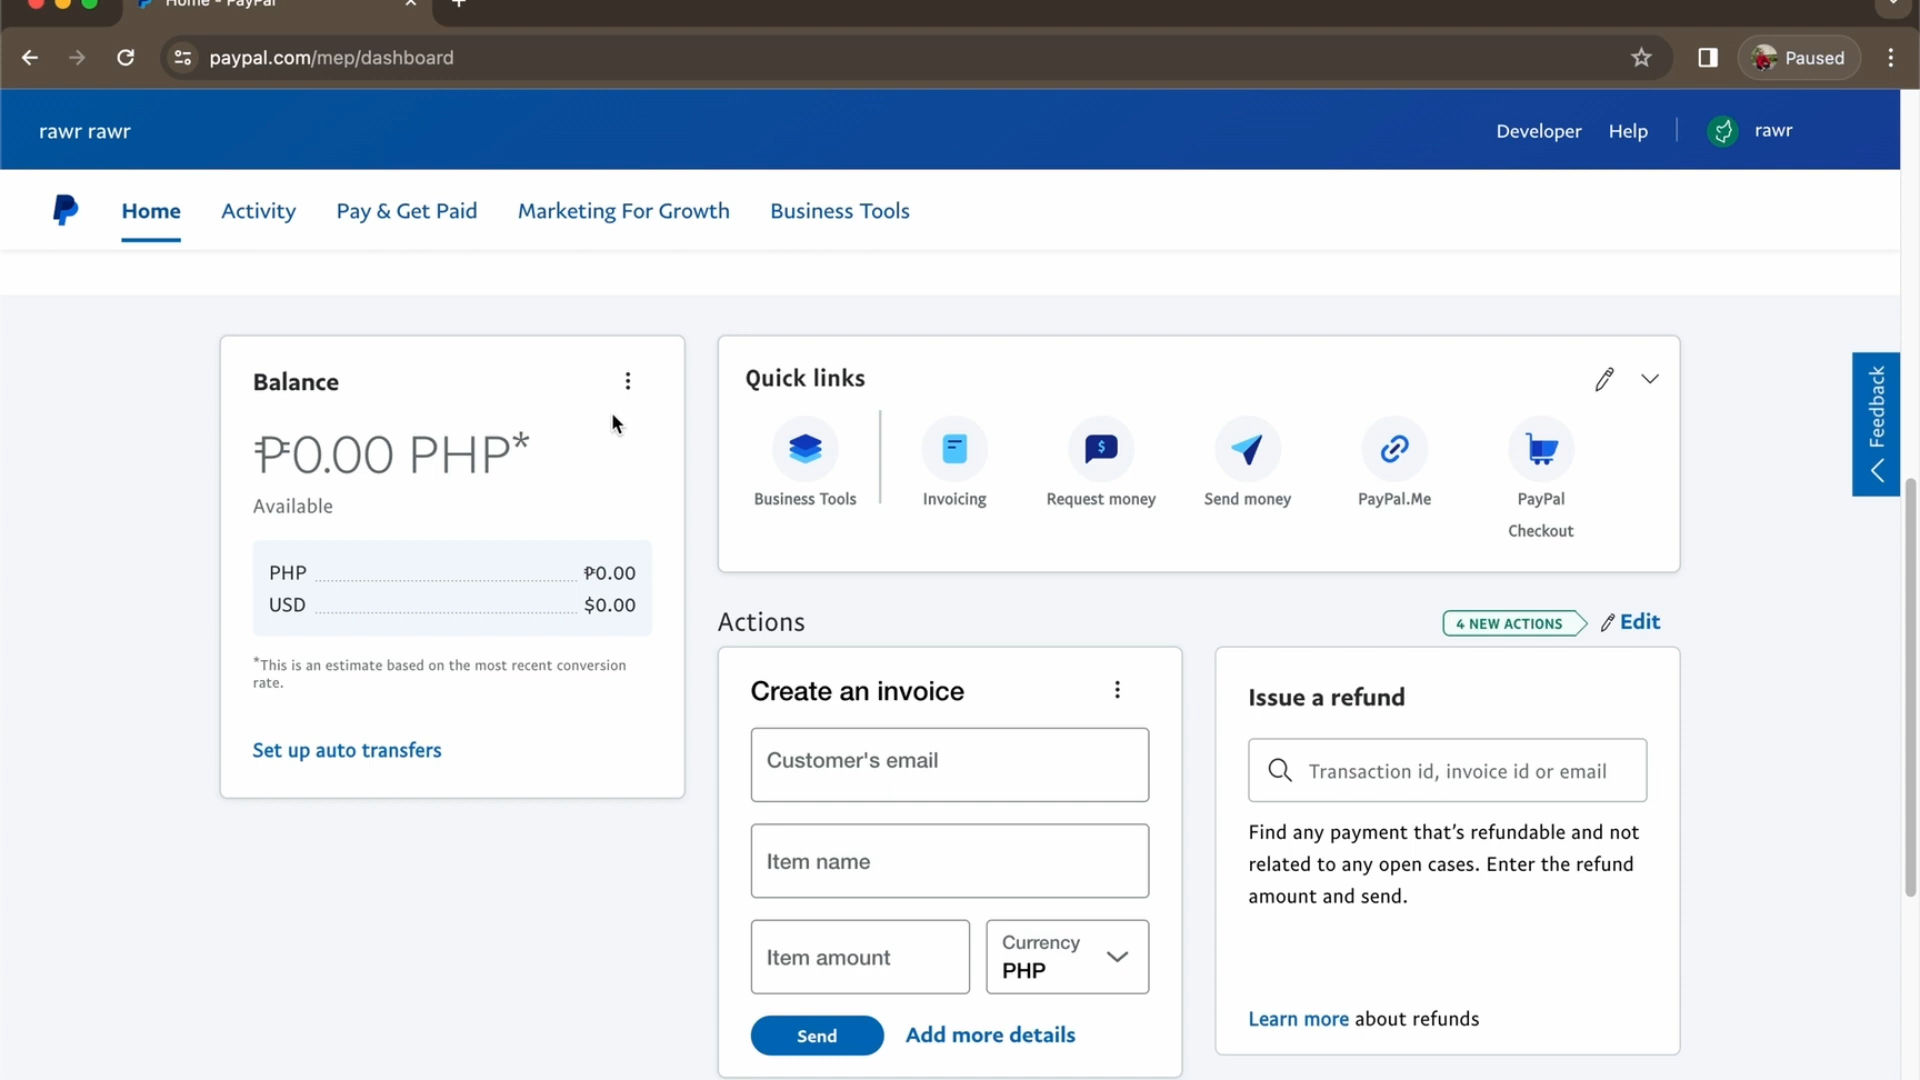 Home - PayPal
paypal.com/mep/dashboard
Paused
rawr rawr
Developer
Help
rawr
Home
Activity
Pay & Get Paid
Marketing For Growth
Business Tools
Balance
₱0.00 PHP*
Available
PHP ₱0.00
USD $0.00
*This is an estimate based on the most recent conversion
rate.
Set up auto transfers
Quick links
Business Tools
Invoicing
Request money
Send money
PayPal.Me
PayPal
Checkout
Feedback
Actions
4 NEW ACTIONS
Edit
Create an invoice
Customer's email
Item name
Item amount
Currency
PHP
Send
Add more details
Issue a refund
Transaction id, invoice id or email
Find any payment that’s refundable and not
related to any open cases. Enter the refund
amount and send.
Learn more about refunds